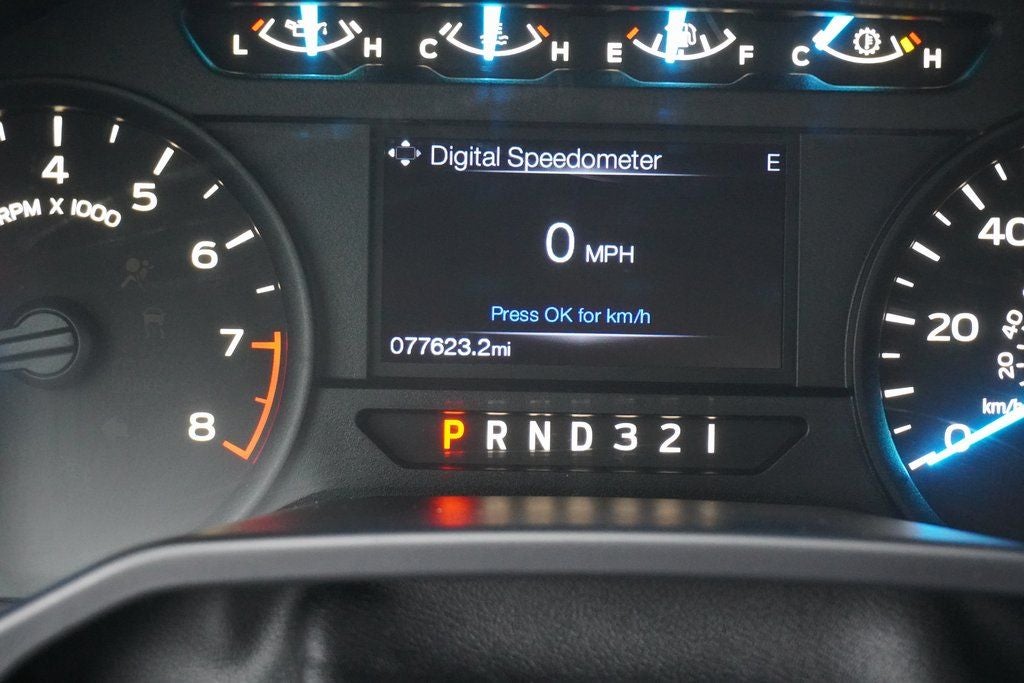 L H C H E F C H
Digital Speedometer E
0 MPH
Press OK for km/h
077623.2mi
4
5
6
7
8
RPM X 1000
P R N D 3 2 1
40
20
0
40
20
km/h